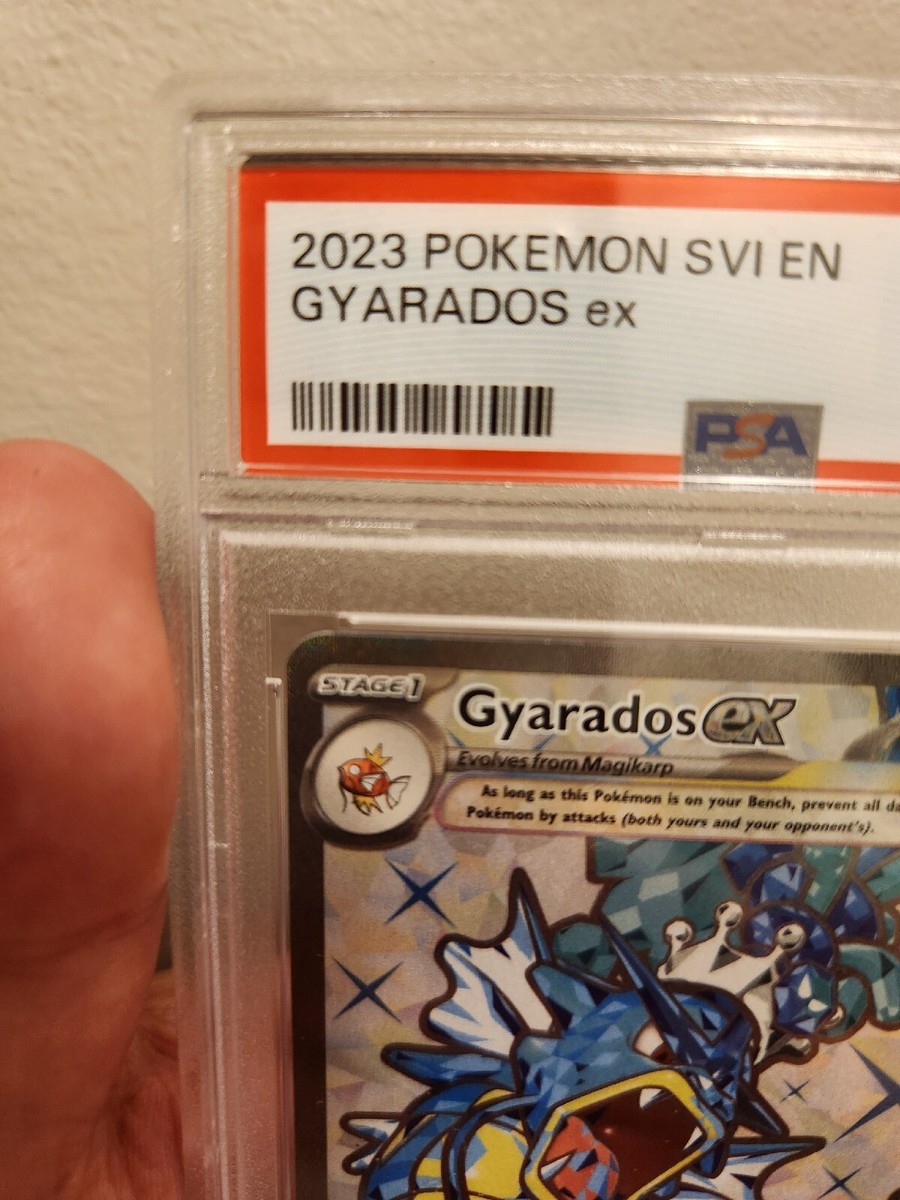 2023 POKEMON SVI EN
GYARADOS ex
PSA
STAGE 1
Gyarados ex
Evolves from Magikarp
As long as this Pokémon is on your Bench, prevent all
Pokémon by attacks (both yours and your opponent's).